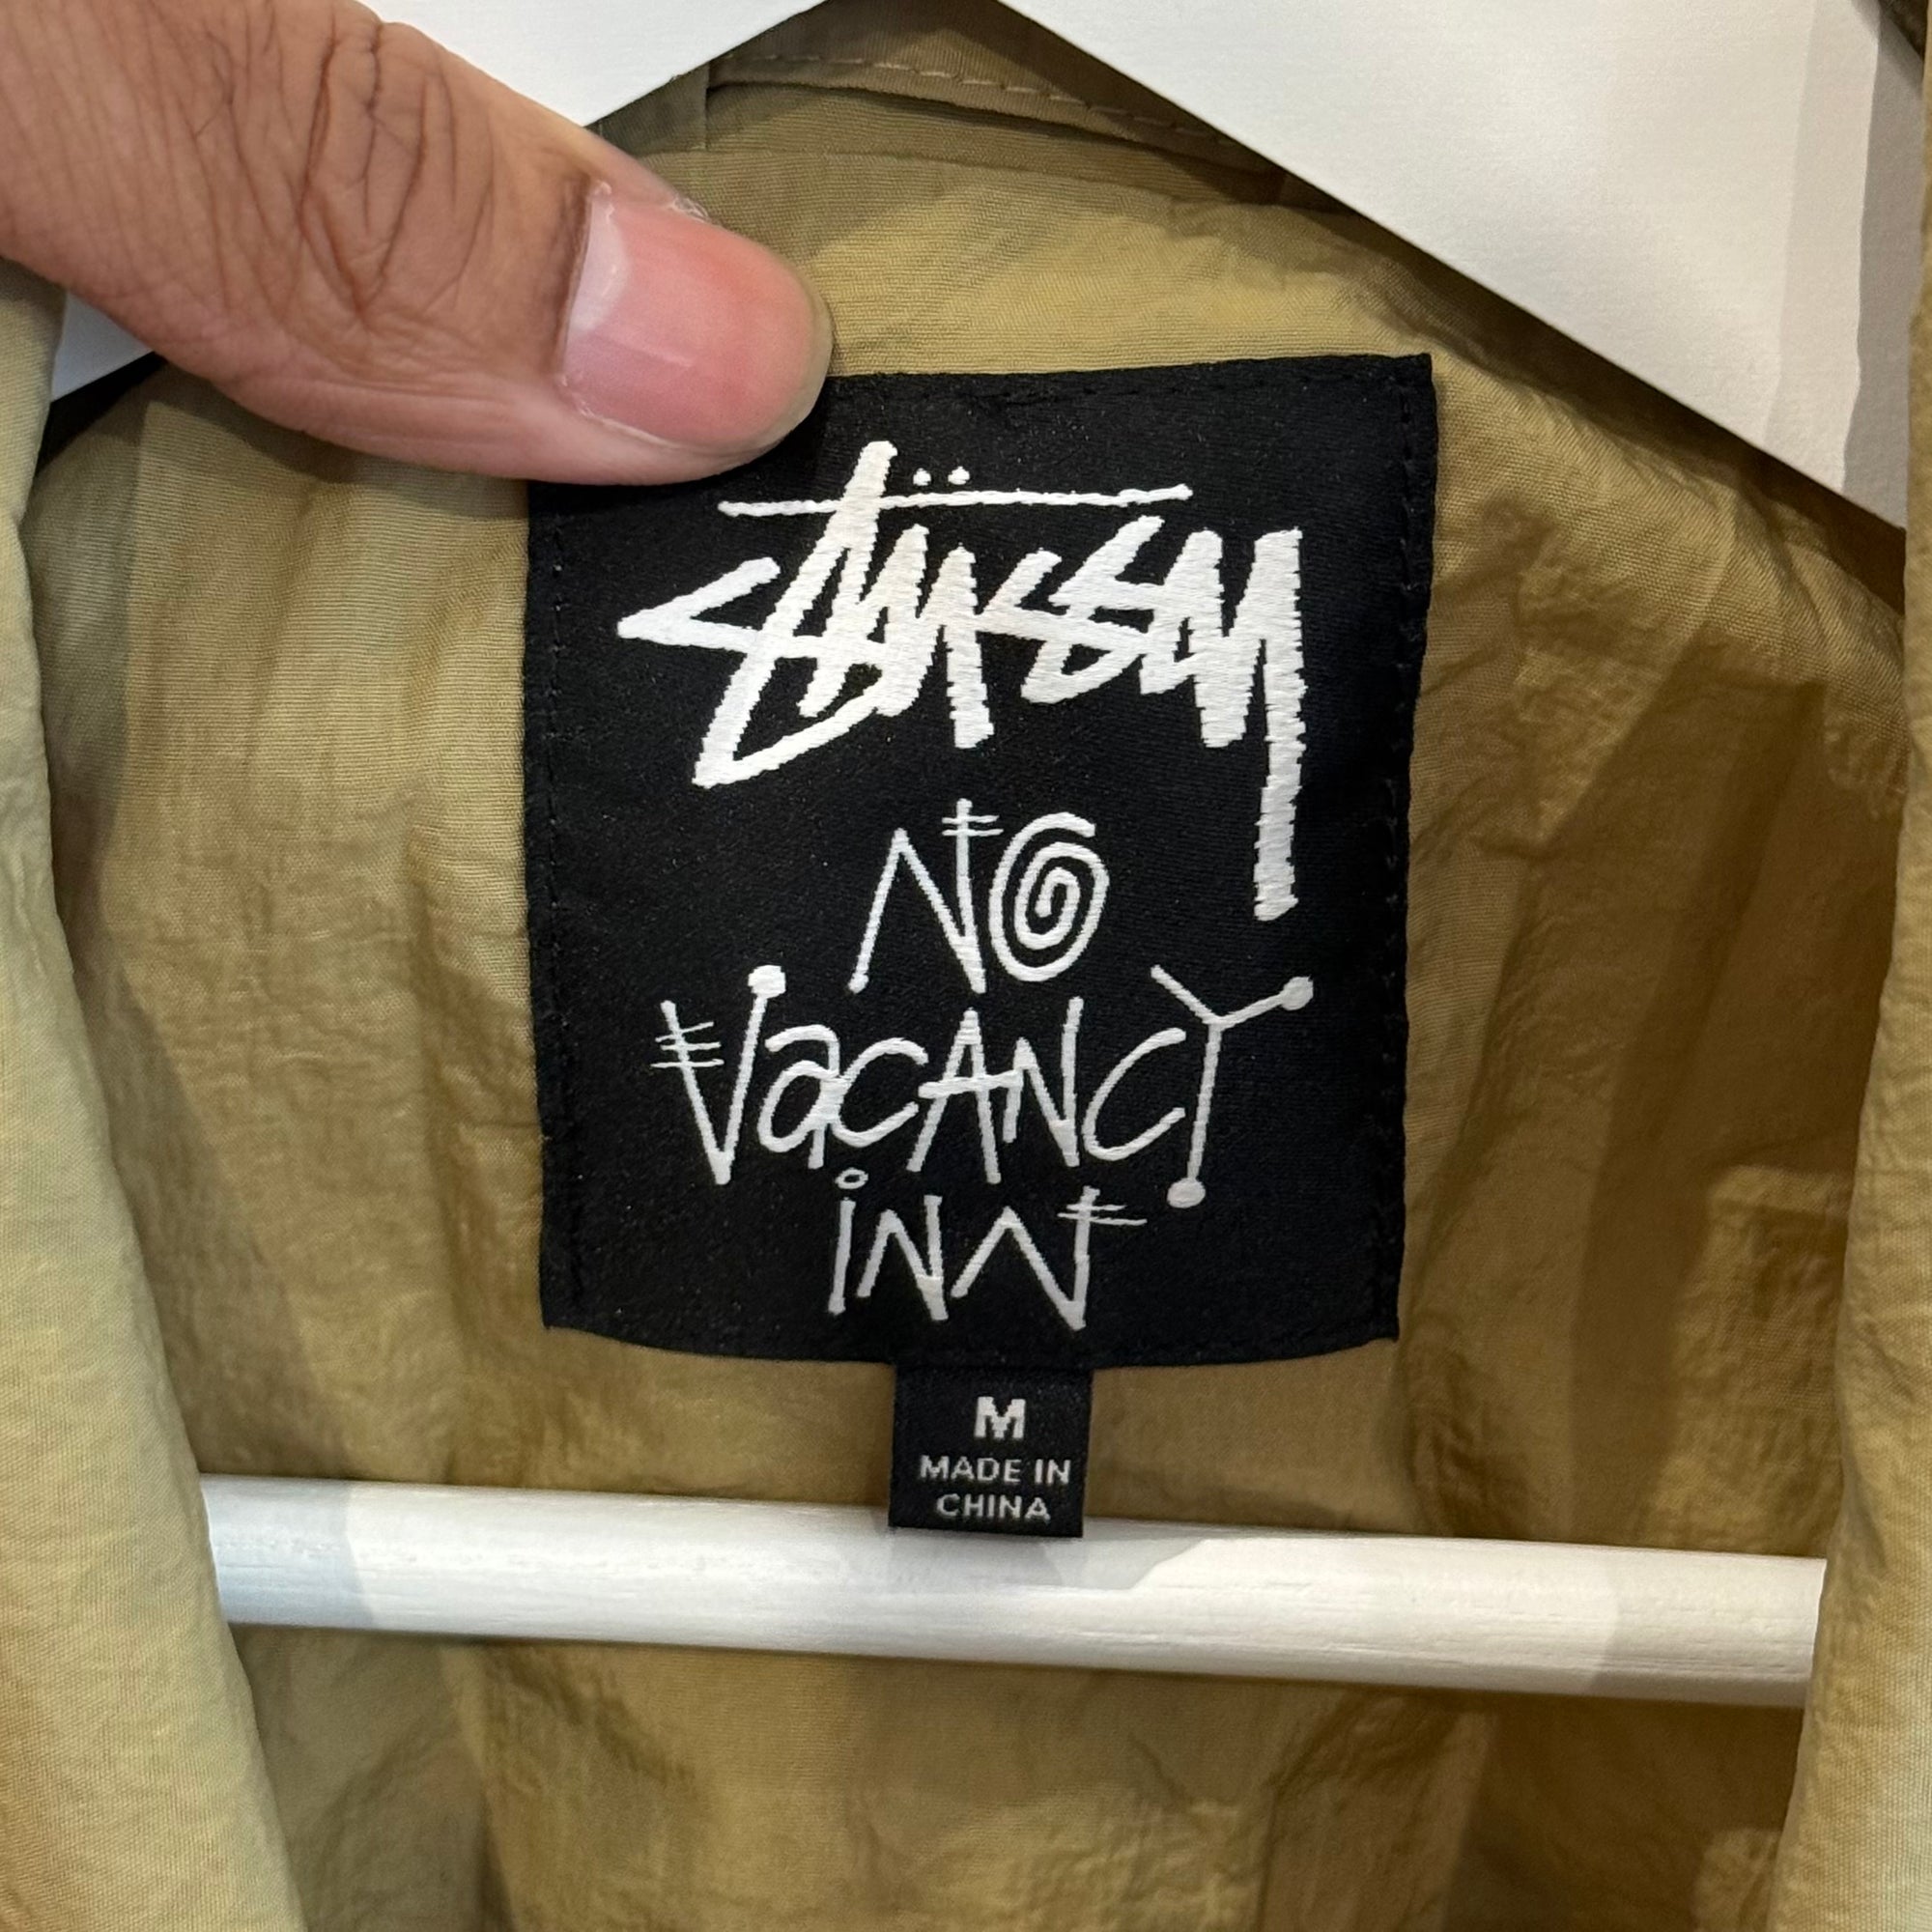 Stüssy
NO
VacANCY
iNN
M
MADE IN
CHINA